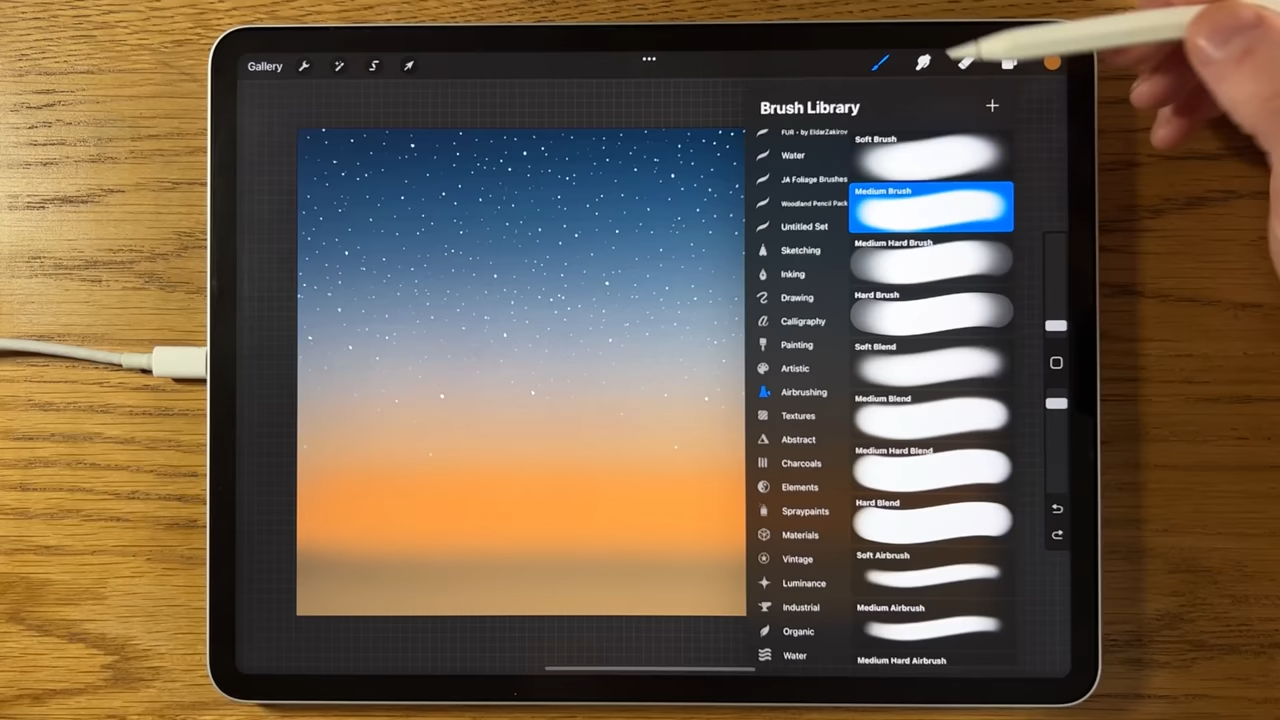 Gallery
Brush Library
FUR - by EldarZakirov
Water
JA Foliage Brushes
Woodland Pencil Pack
Untitled Set
Sketching
Inking
Drawing
Calligraphy
Painting
Artistic
Airbrushing
Textures
Abstract
Charcoals
Elements
Spraypaints
Materials
Vintage
Luminance
Industrial
Organic
Water
Soft Brush
Medium Brush
Medium Hard Brush
Hard Brush
Soft Blend
Medium Blend
Medium Hard Blend
Hard Blend
Soft Airbrush
Medium Airbrush
Medium Hard Airbrush